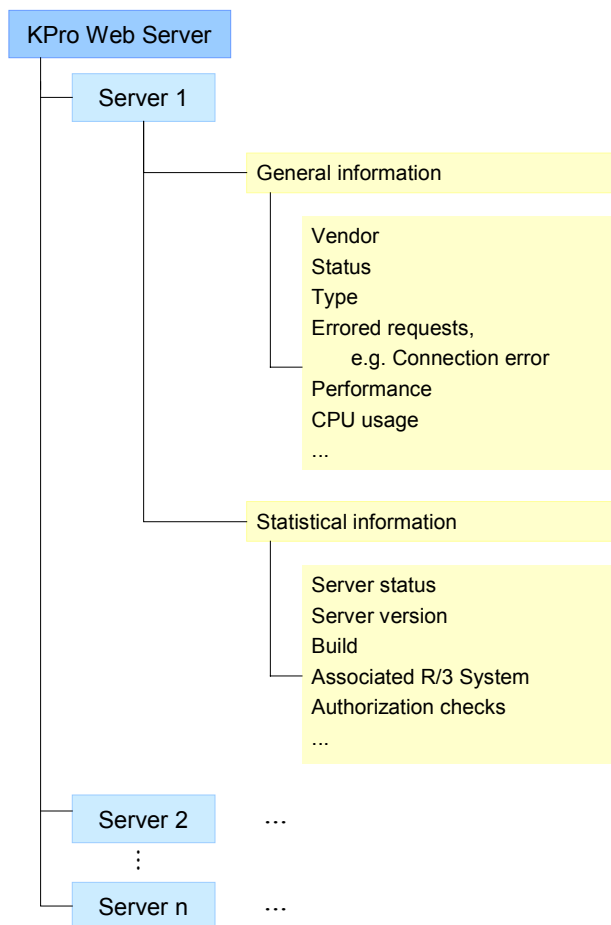 KPro Web Server
Server 1
General information
Vendor
Status
Type
Errored requests,
e.g. Connection error
Performance
CPU usage
...
Statistical information
Server status
Server version
Build
Associated R/3 System
Authorization checks
...
Server 2 ...
⋮
Server n ...